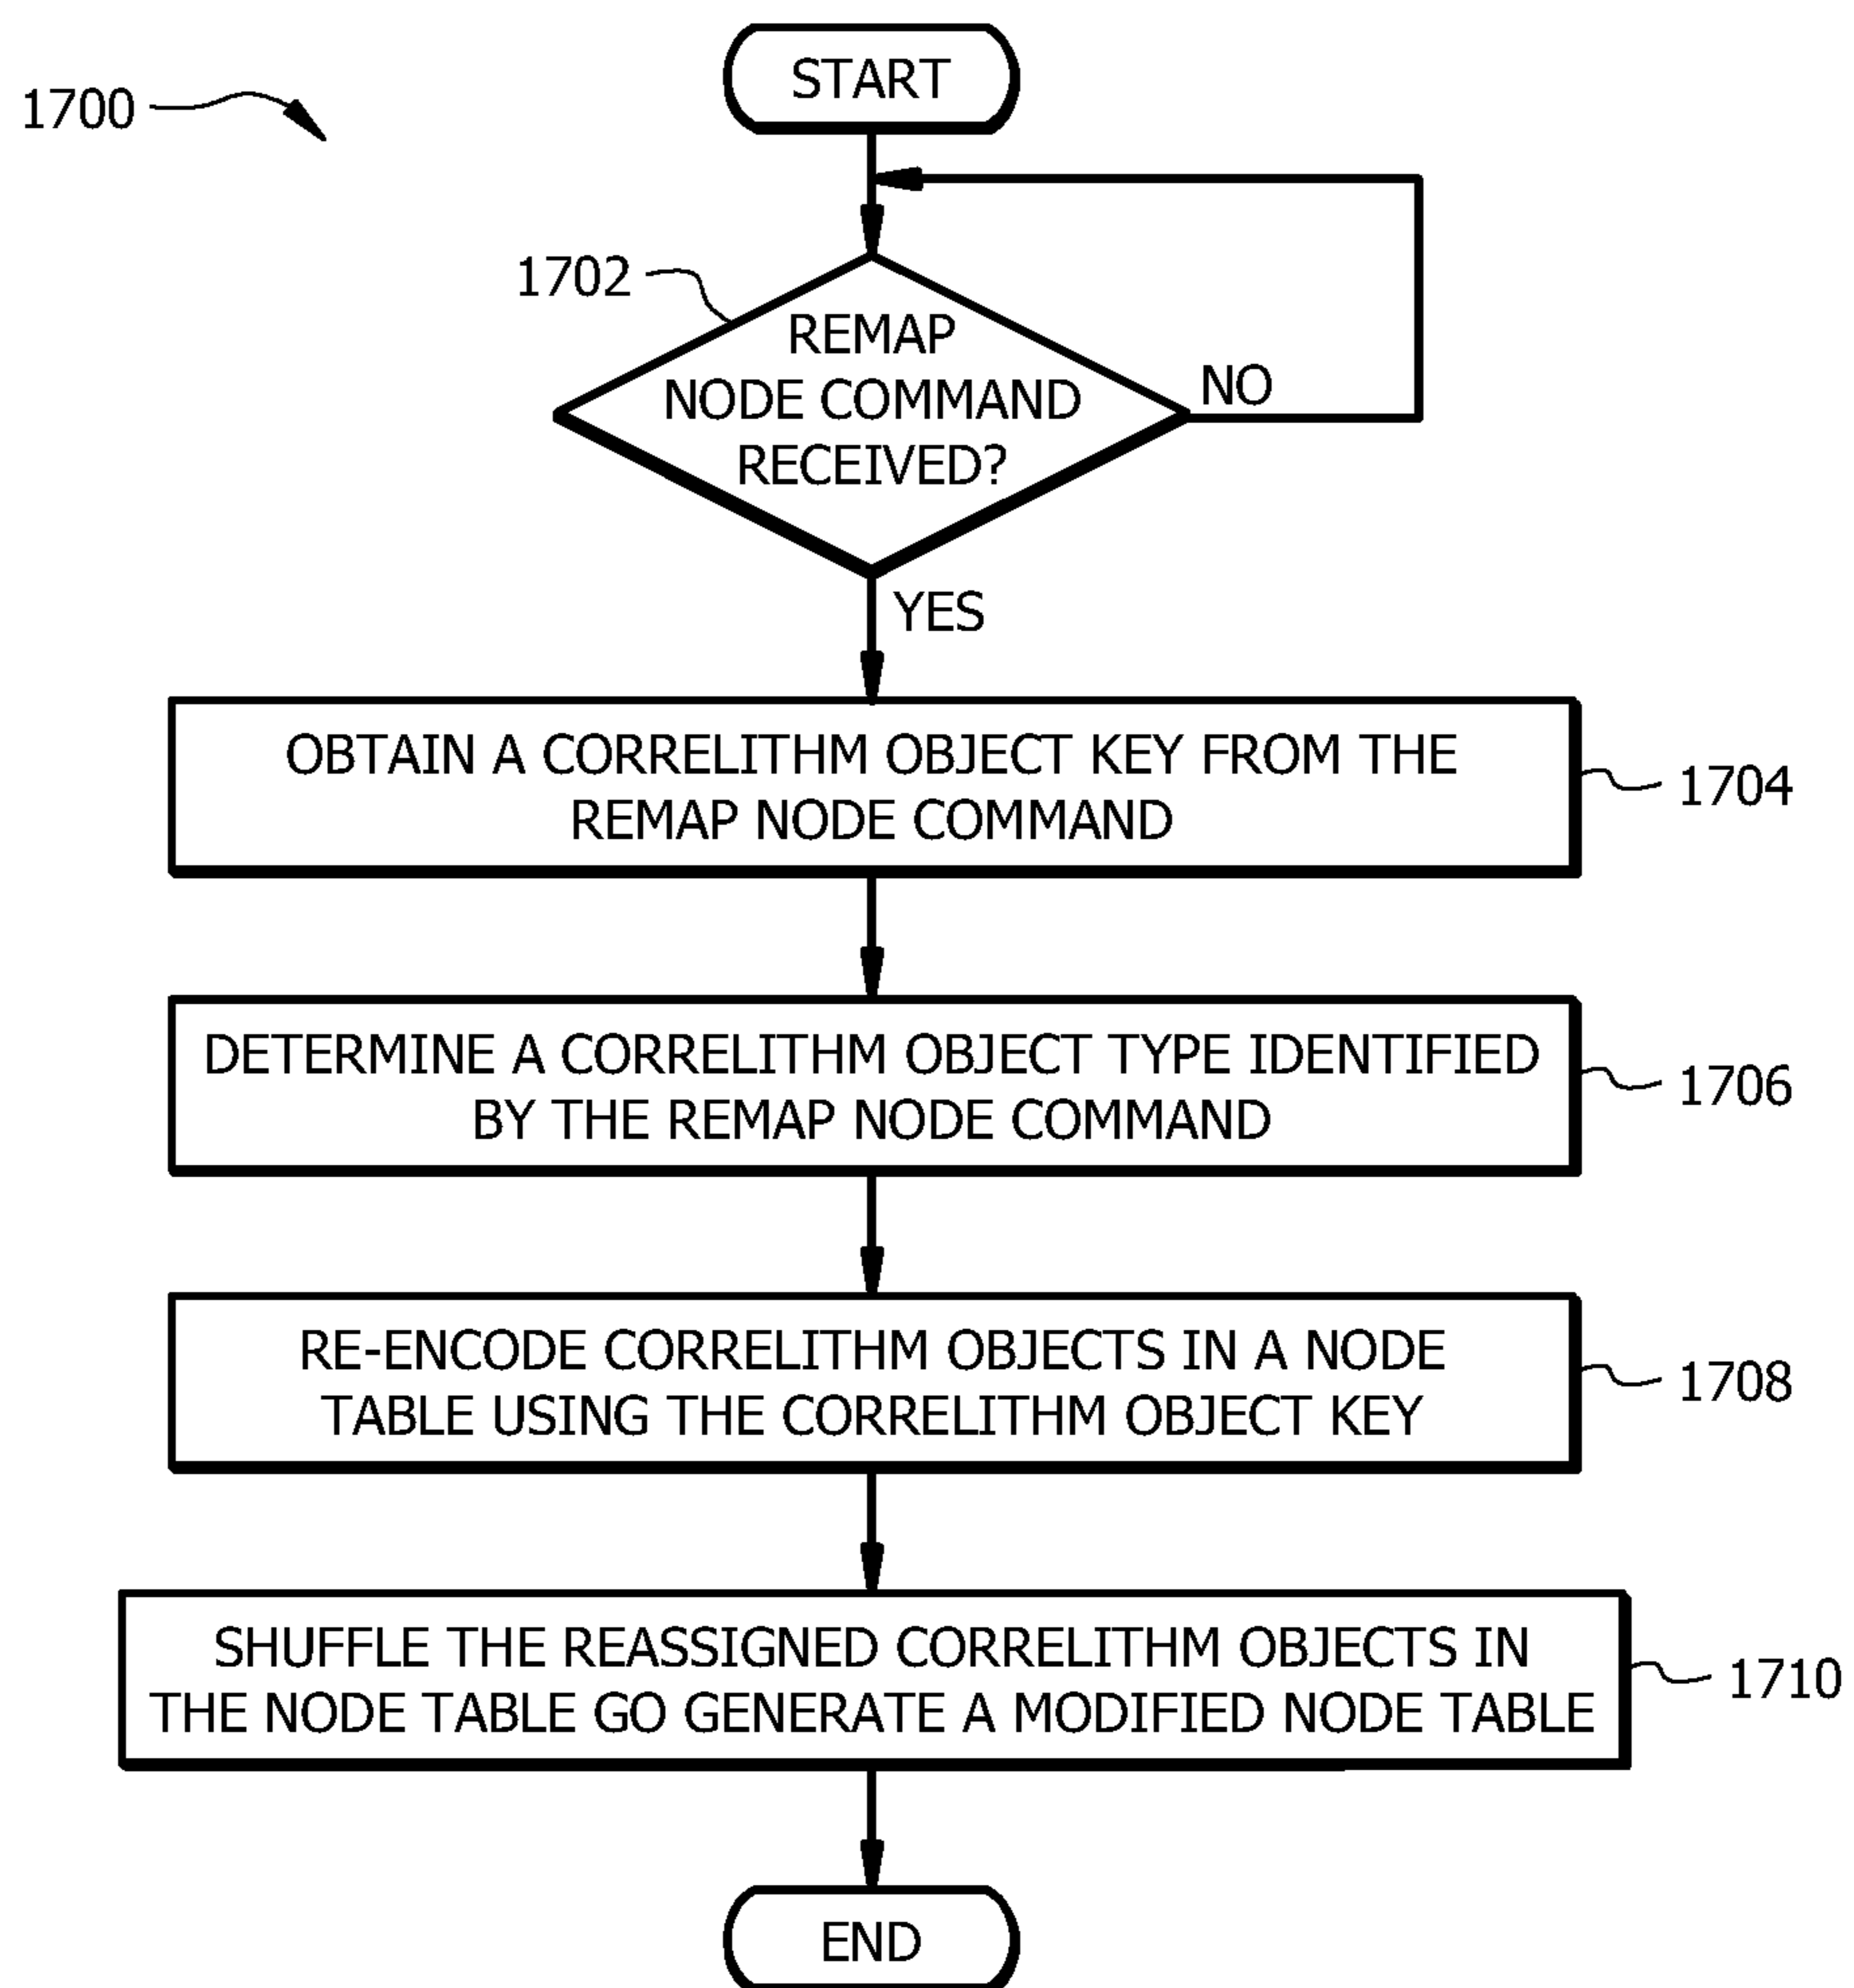 START
1700
1702
REMAP
NODE COMMAND
RECEIVED?
NO
YES
OBTAIN A CORRELITHM OBJECT KEY FROM THE
REMAP NODE COMMAND
1704
DETERMINE A CORRELITHM OBJECT TYPE IDENTIFIED
BY THE REMAP NODE COMMAND
1706
RE-ENCODE CORRELITHM OBJECTS IN A NODE
TABLE USING THE CORRELITHM OBJECT KEY
1708
SHUFFLE THE REASSIGNED CORRELITHM OBJECTS IN
THE NODE TABLE GO GENERATE A MODIFIED NODE TABLE
1710
END